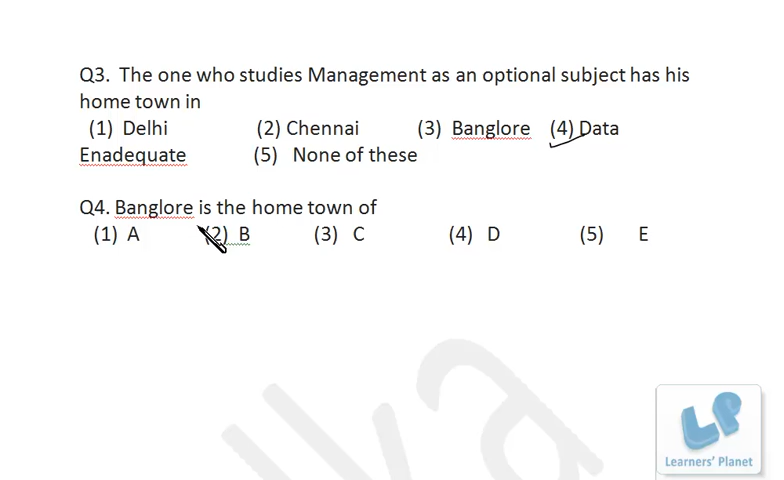 Q3. The one who studies Management as an optional subject has his
home town in
(1) Delhi (2) Chennai (3) Banglore (4) Data
Enadequate (5) None of these
Q4. Banglore is the home town of
(1) A (2) B (3) C (4) D (5) E
LP
Learners' Planet